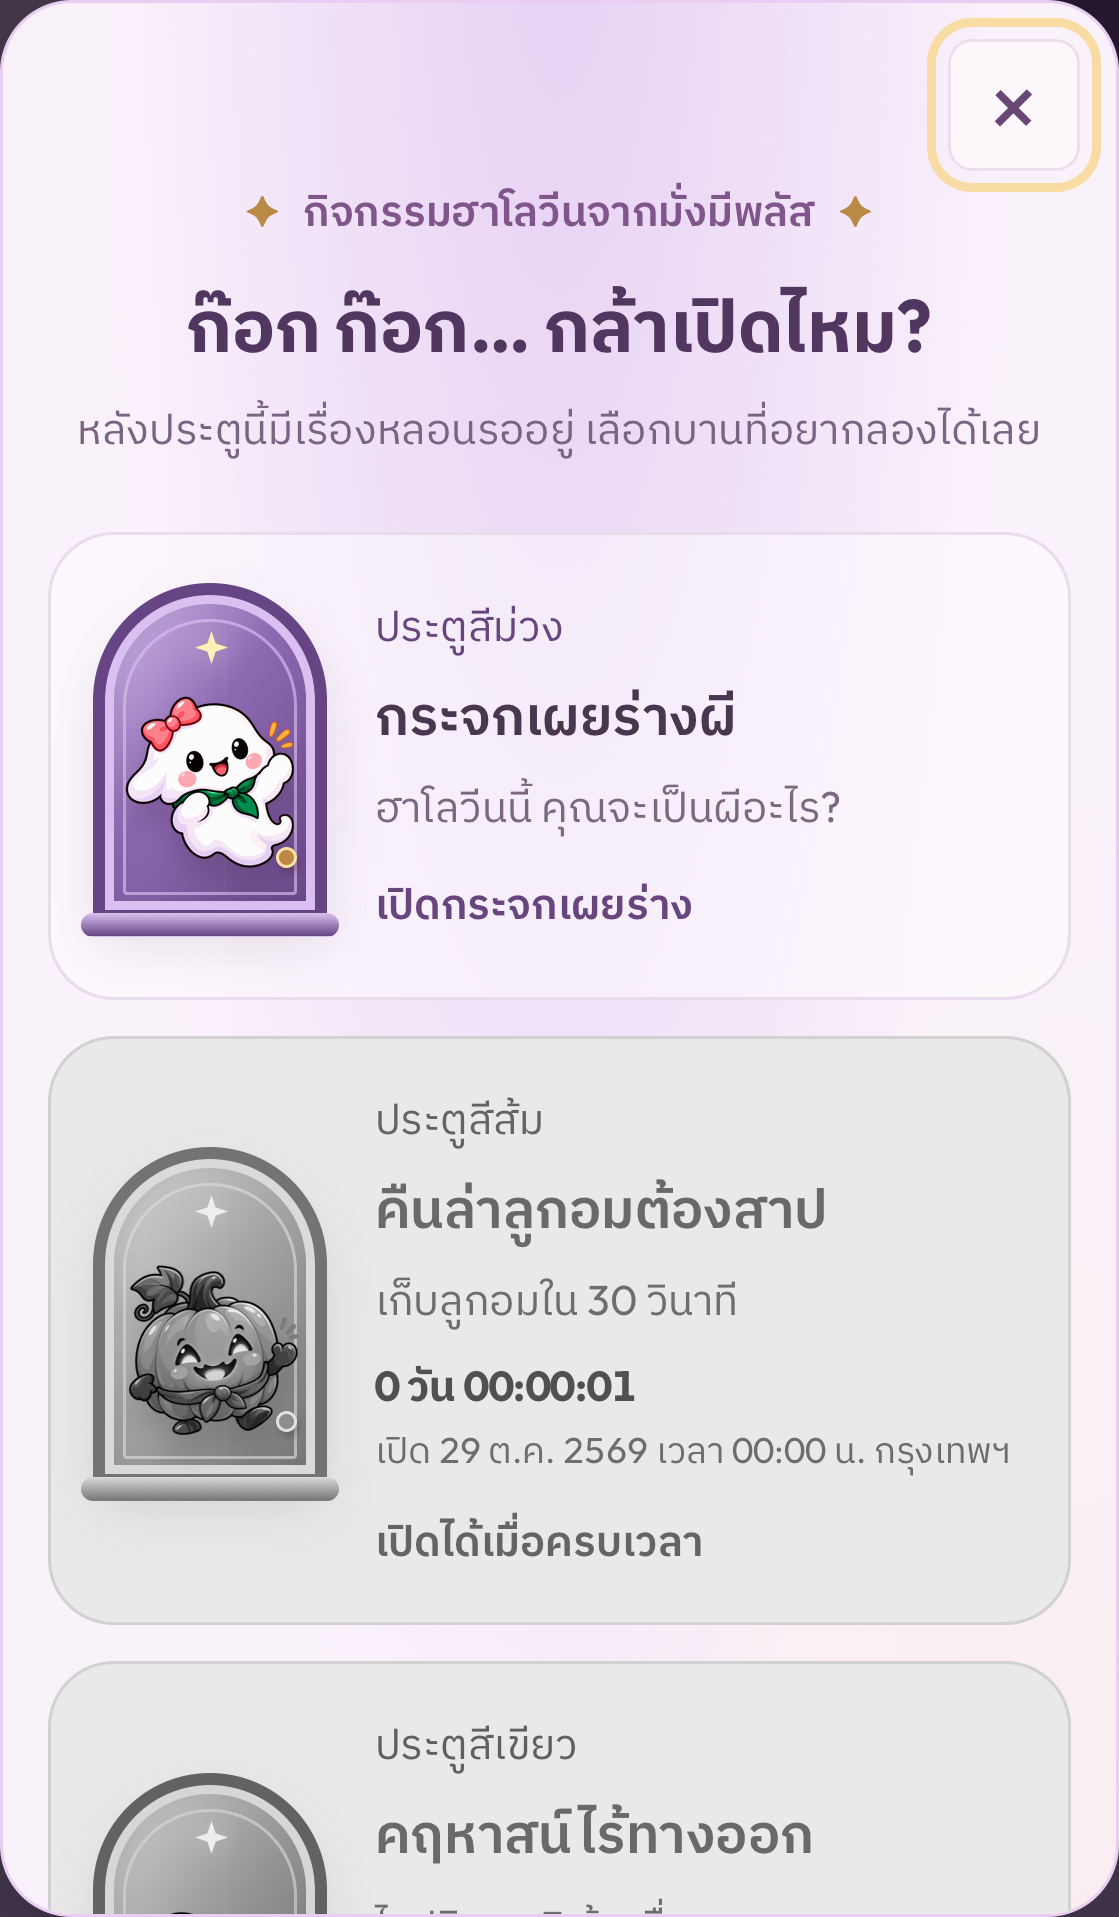 กิจกรรมฮาโลวีนจากมั่งมีพลัส
ก๊อก ก๊อก... กล้าเปิดไหม?
หลังประตูนี้มีเรื่องหลอนรออยู่ เลือกบานที่อยากลองได้เลย
ประตูสีม่วง
กระจกเผยร่างผี
ฮาโลวีนนี้ คุณจะเป็นผีอะไร?
เปิดกระจกเผยร่าง
ประตูสีส้ม
คืนล่าลูกอมต้องสาป
เก็บลูกอมใน 30 วินาที
0 วัน 00:00:01
เปิด 29 ต.ค. 2569 เวลา 00:00 น. กรุงเทพฯ
เปิดได้เมื่อครบเวลา
ประตูสีเขียว
คฤหาสน์ไร้ทางออก